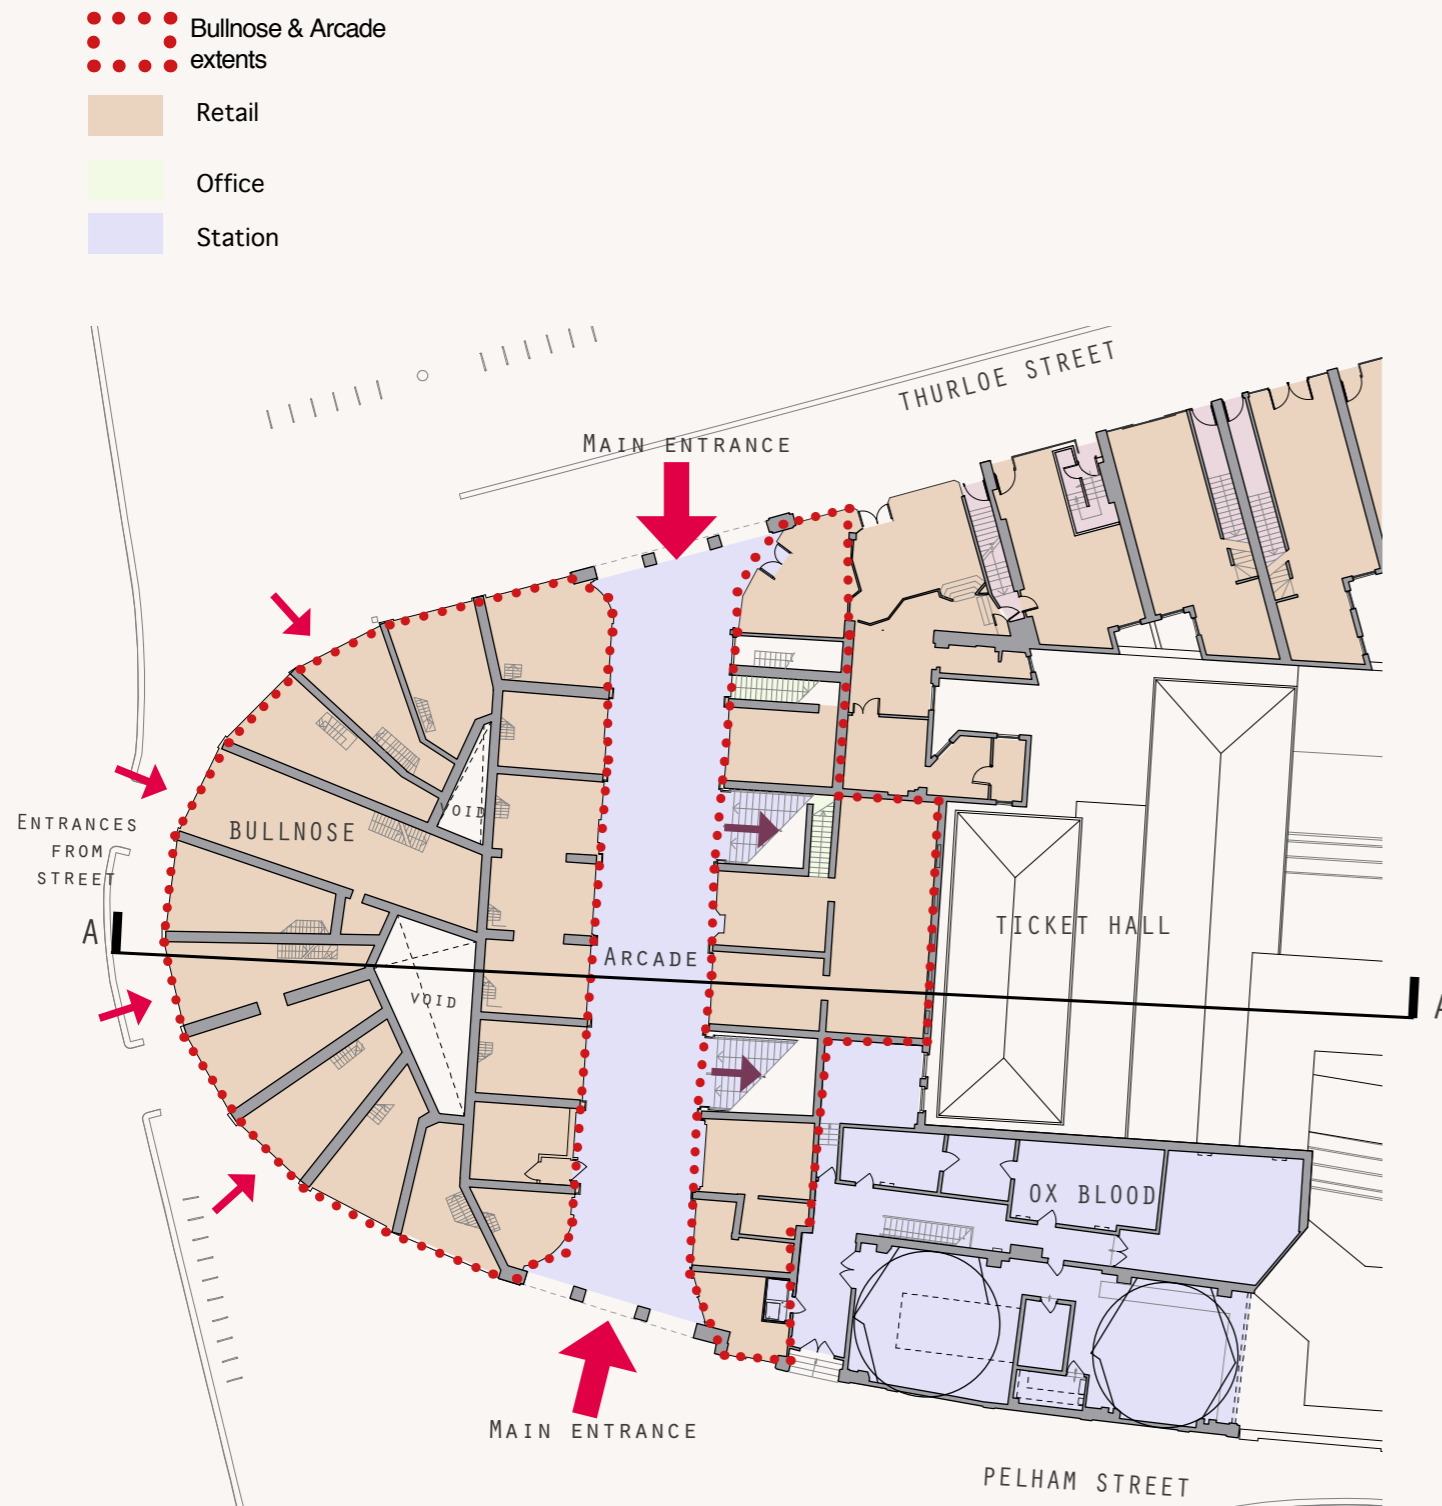 Bullnose & Arcade
extents
Retail
Office
Station
THURLOE STREET
MAIN ENTRANCE
VOID
BULLNOSE
ENTRANCES
FROM
STREET
A
TICKET HALL
ARCADE
VOID
A
OX BLOOD
MAIN ENTRANCE
PELHAM STREET